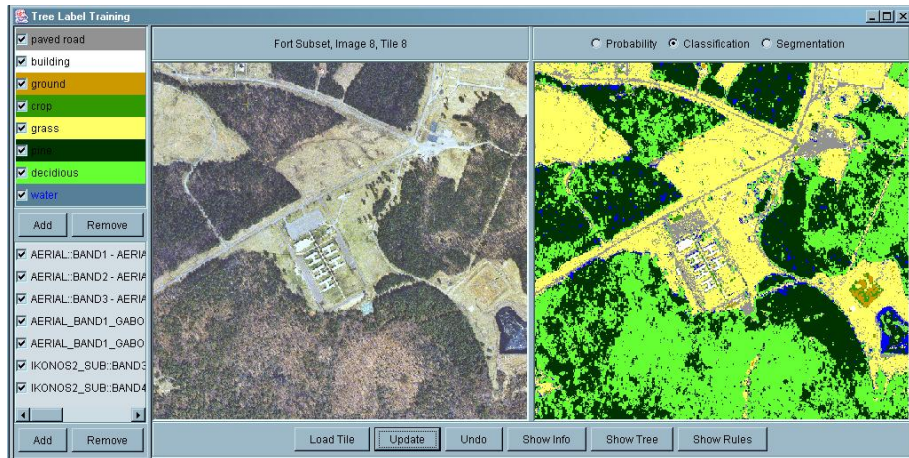 Tree Label Training
paved road
building
ground
crop
grass
pine
decidious
water
Add Remove
AERIAL::BAND1 - AERIA
AERIAL::BAND2 - AERIA
AERIAL::BAND3 - AERIA
AERIAL_BAND1_GABO
AERIAL_BAND1_GABO
IKONOS2_SUB::BAND3
IKONOS2_SUB::BAND4
Add Remove
Fort Subset, Image 8, Tile 8
Probability Classification Segmentation
Load Tile Update Undo Show Info Show Tree Show Rules